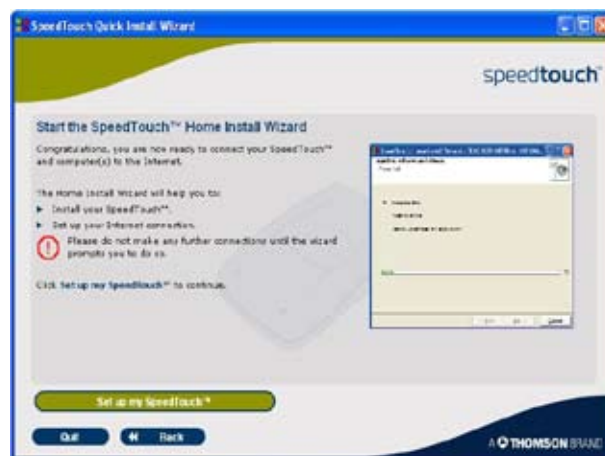 SpeedTouch Quick Install Wizard
speedtouch™
Start the SpeedTouch™ Home Install Wizard
Congratulations, you are now ready to connect your SpeedTouch™
and computer(s) to the Internet.
The Home Install Wizard will help you to:
Install your SpeedTouch™.
Set up your Internet connection.
Please do not make any further connections until the wizard
prompts you to do so.
Click Set up my SpeedTouch™ to continue.
Set up my SpeedTouch™
Quit
Back
A THOMSON BRAND